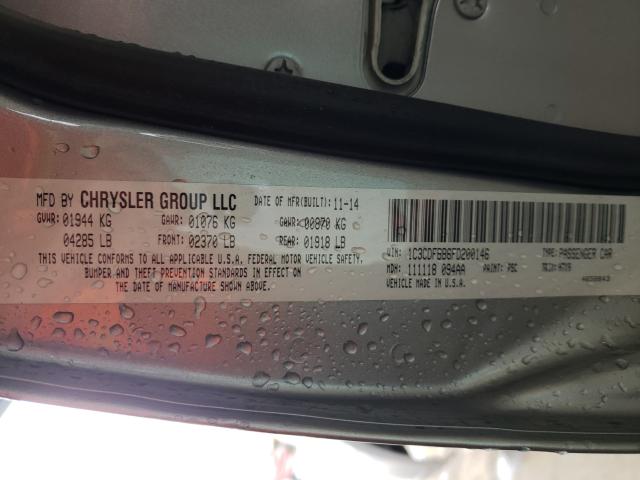 MFD BY CHRYSLER GROUP LLC DATE OF MFR(BUILT): 11-14
GVWR: 01944 KG GAWR: 01076 KG GAWR: 00870 KG
04285 LB FRONT: 02370 LB REAR: 01918 LB
THIS VEHICLE CONFORMS TO ALL APPLICABLE U.S.A. FEDERAL MOTOR VEHICLE SAFETY,
BUMPER AND THEFT PREVENTION STANDARDS IN EFFECT ON
THE DATE OF MANUFACTURE SHOWN ABOVE.
VIN: 1C3CDFBB6FD200146 TYPE: PASSENGER CAR
MDH: 111118 094AA PAINT: PSC TRIM:
VEHICLE MADE IN U.S.A.